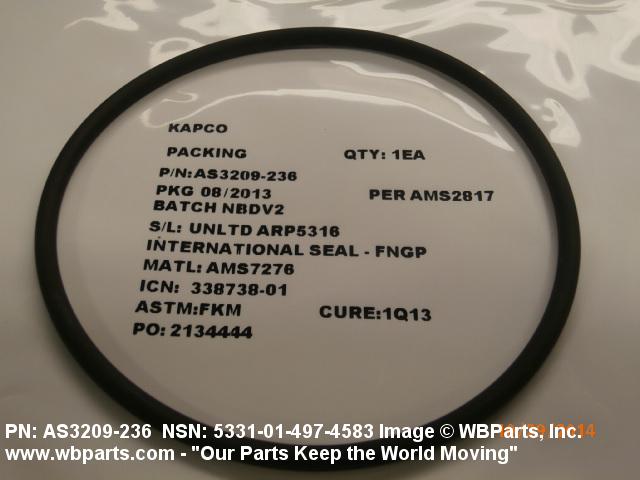 KAPCO
PACKING QTY: 1EA
P/N: AS3209-236
PKG 08/2013 PER AMS2817
BATCH NBDV2
S/L: UNLTD ARP5316
INTERNATIONAL SEAL - FNGP
MATL: AMS7276
ICN: 338738-01
ASTM:FKM CURE:1Q13
PO: 2134444
PN: AS3209-236 NSN: 5331-01-497-4583 Image © WBParts, Inc.
www.wbparts.com - "Our Parts Keep the World Moving"